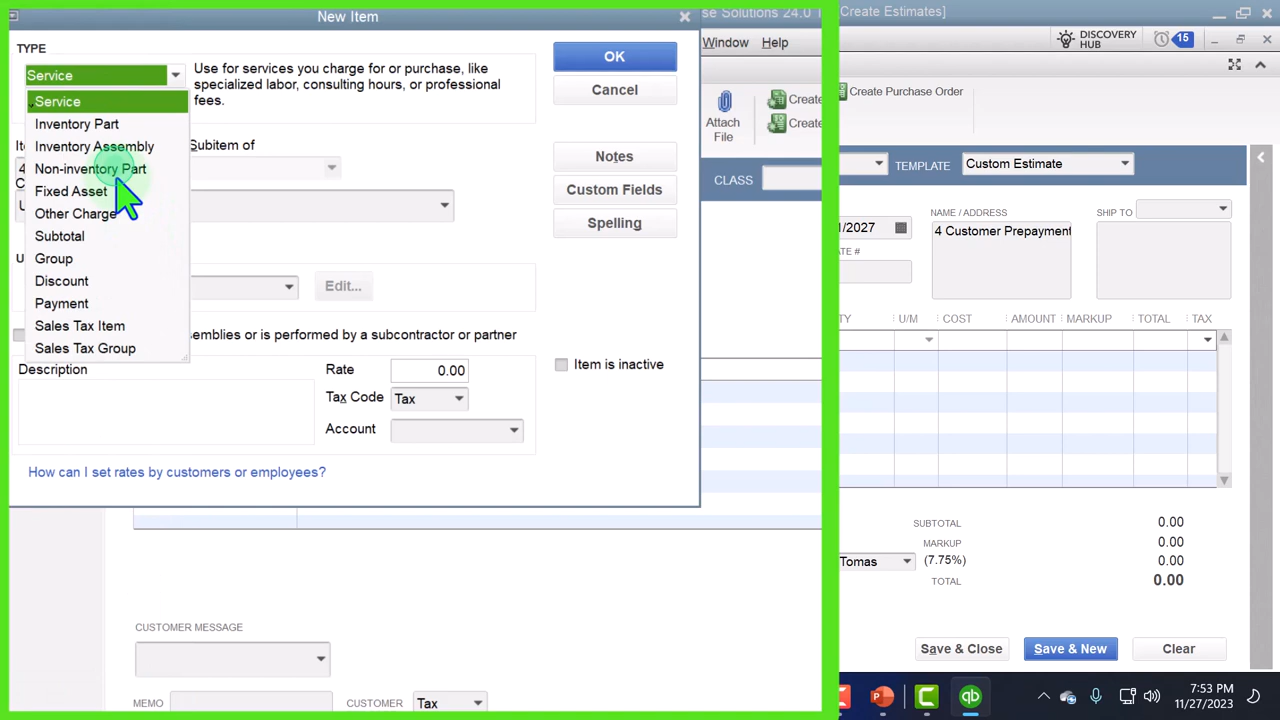 New Item
se Solutions 24.0
[Create Estimates]
TYPE
Service
Use for services you charge for or purchase, like
specialized labor, consulting hours, or professional
fees.
OK
Cancel
Notes
Custom Fields
Spelling
Service
Inventory Part
Inventory Assembly
Non-inventory Part
Fixed Asset
Other Charge
Subtotal
Group
Discount
Payment
Sales Tax Item
Sales Tax Group
Subitem of
Edit...
emblies or is performed by a subcontractor or partner
Description
Rate
0.00
Tax Code
Tax
Account
Item is inactive
How can I set rates by customers or employees?
Window
Help
DISCOVERY
HUB
15
Attach
File
Create
Create
Create Purchase Order
CLASS
TEMPLATE
Custom Estimate
1/2027
ATE #
NAME / ADDRESS
4 Customer Prepayment
SHIP TO
TY
U/M
COST
AMOUNT
MARKUP
TOTAL
TAX
SUBTOTAL
0.00
MARKUP
0.00
Tomas
(7.75%)
0.00
TOTAL
0.00
CUSTOMER MESSAGE
MEMO
CUSTOMER
Tax
Save & Close
Save & New
Clear
7:53 PM
11/27/2023